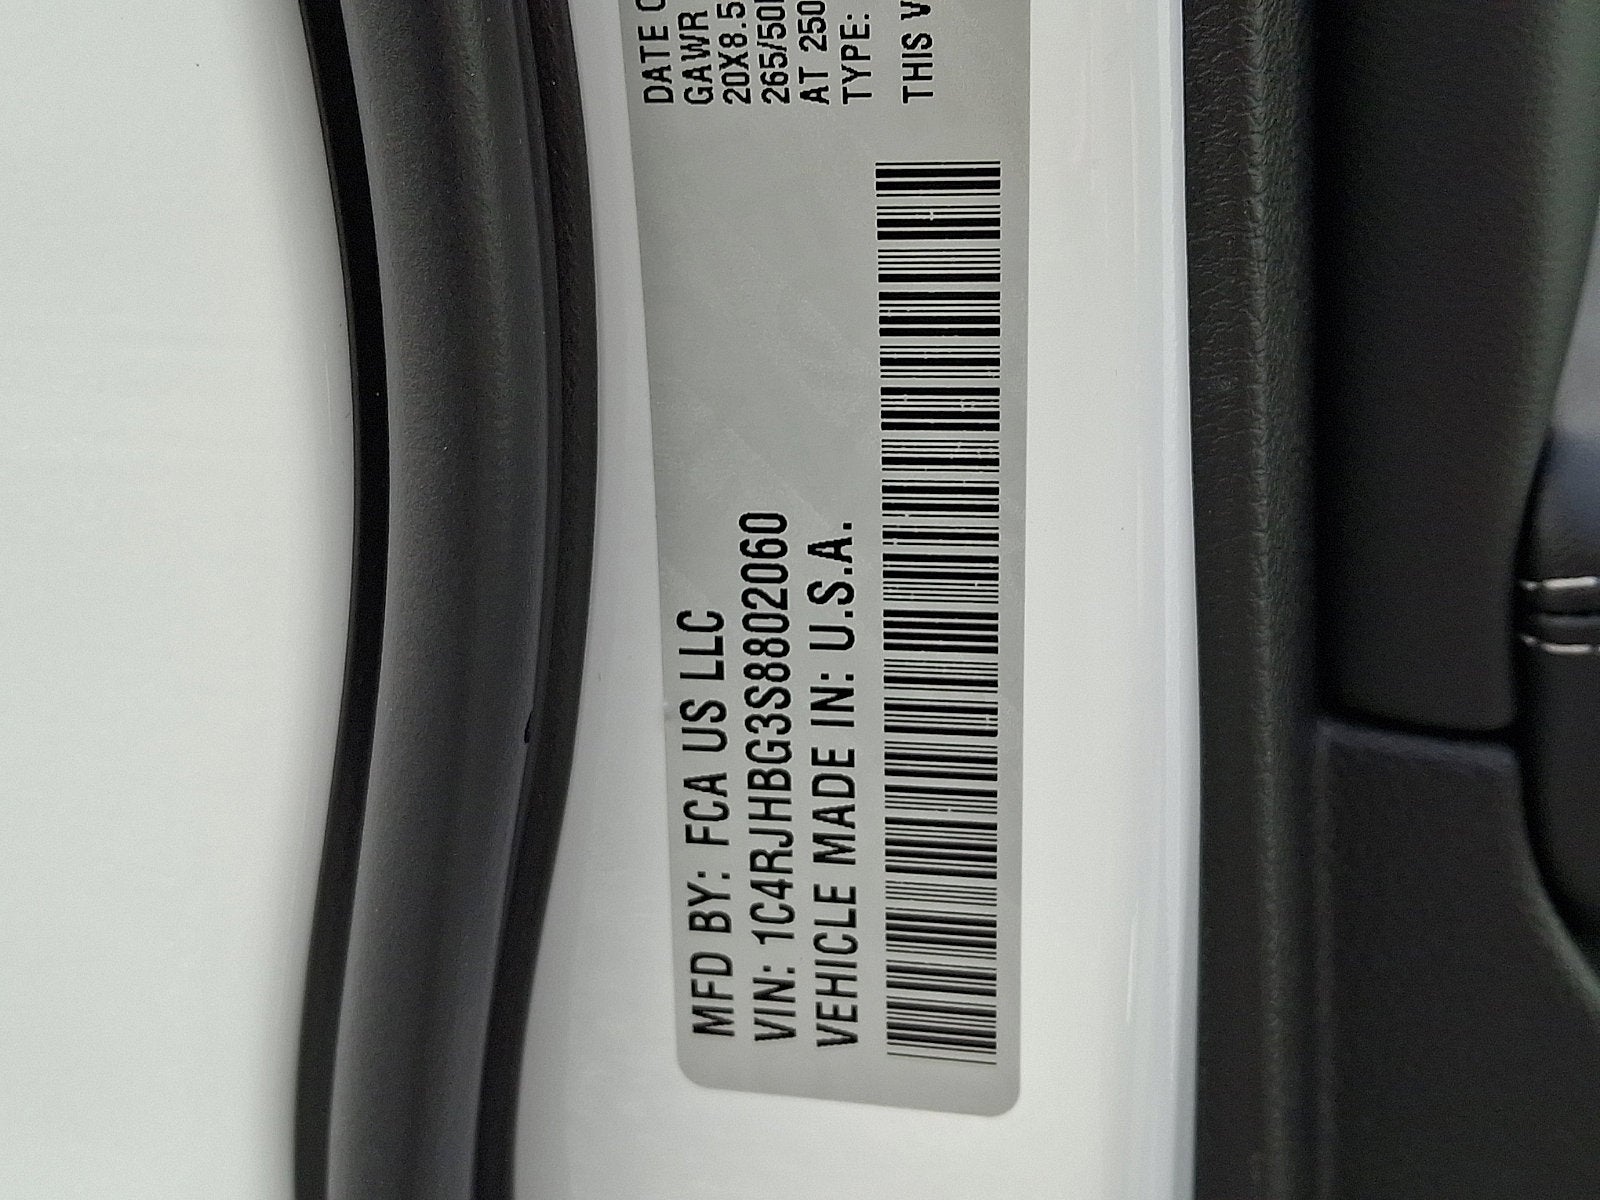 MFD BY: FCA US LLC
VIN: 1C4RJHBG3S8802060
VEHICLE MADE IN: U.S.A.
DATE O
GAWR
20X8.5
265/50
AT 250
TYPE:
THIS V